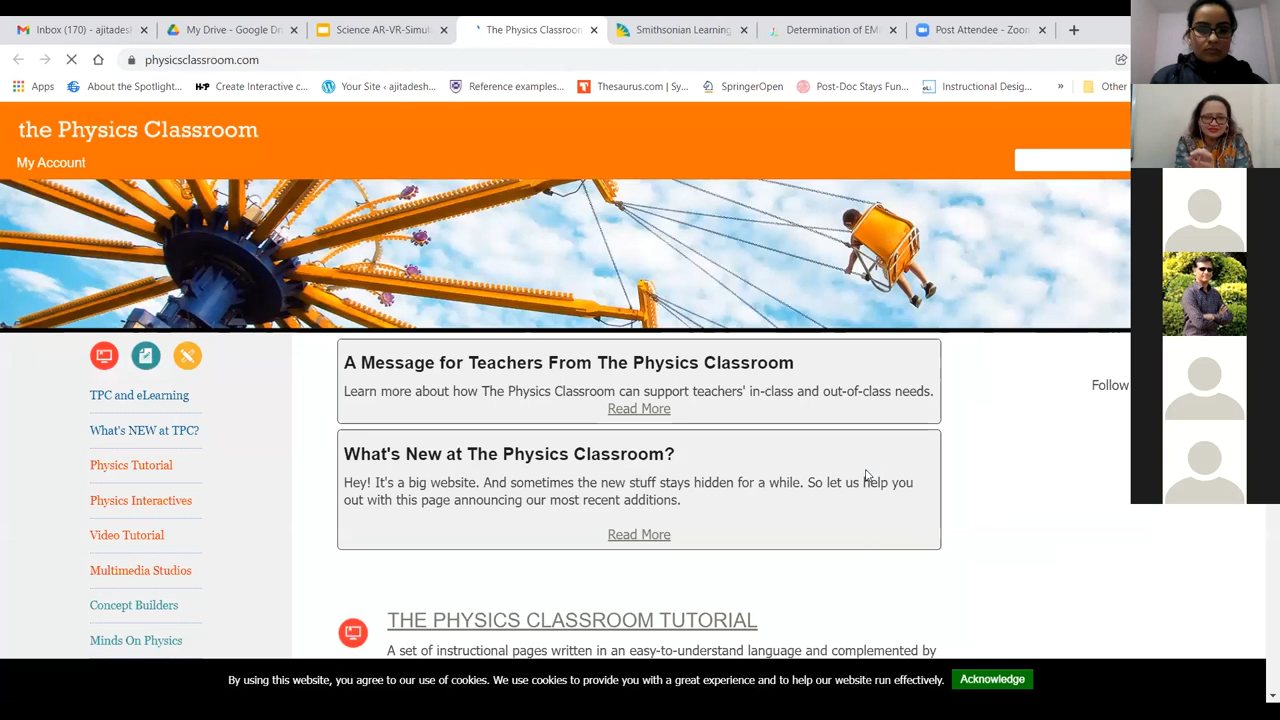 Inbox (170) - ajitadesh
My Drive - Google Dr
Science AR-VR-Simul
The Physics Classroom
Smithsonian Learning
Determination of EMI
Post Attendee - Zoom
physicsclassroom.com
Apps
About the Spotlight...
H-P
Create Interactive c...
Your Site ‹ ajitadesh...
Reference examples...
Thesaurus.com | Sy...
SpringerOpen
Post-Doc Stays Fun...
Instructional Desig...
»
Other
the Physics Classroom
My Account
A Message for Teachers From The Physics Classroom
Learn more about how The Physics Classroom can support teachers' in-class and out-of-class needs.
Read More
Follow
TPC and eLearning
What's NEW at TPC?
Physics Tutorial
Physics Interactives
Video Tutorial
Multimedia Studios
Concept Builders
Minds On Physics
What's New at The Physics Classroom?
Hey! It's a big website. And sometimes the new stuff stays hidden for a while. So let us help you
out with this page announcing our most recent additions.
Read More
THE PHYSICS CLASSROOM TUTORIAL
A set of instructional pages written in an easy-to-understand language and complemented by
By using this website, you agree to our use of cookies. We use cookies to provide you with a great experience and to help our website run effectively.
Acknowledge